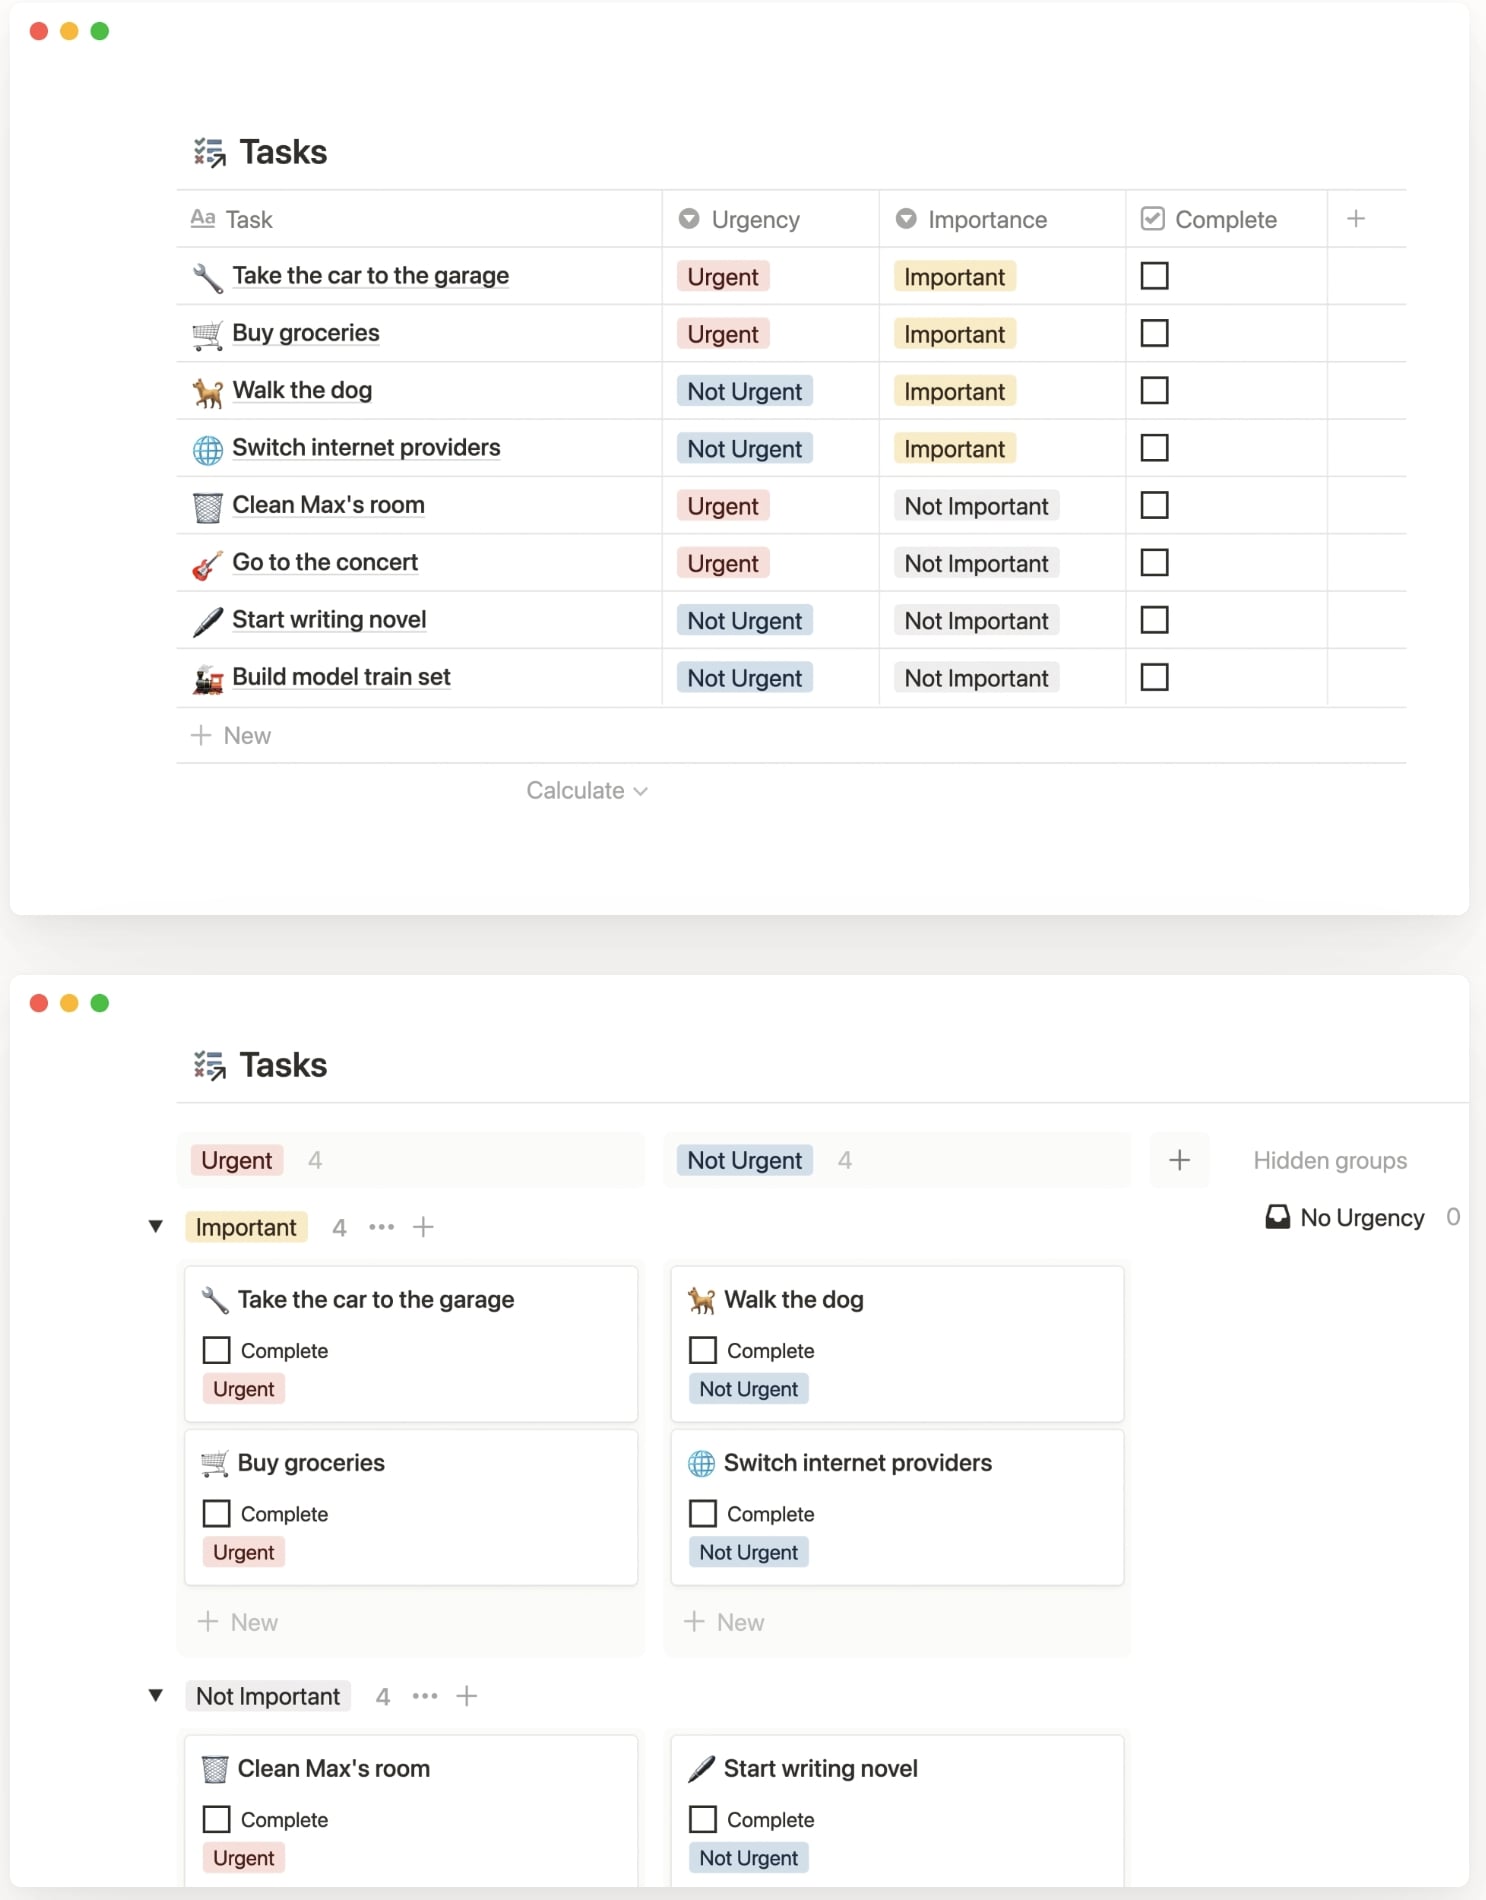 Tasks
Aa Task Urgency Importance Complete
Take the car to the garage Urgent Important
Buy groceries Urgent Important
Walk the dog Not Urgent Important
Switch internet providers Not Urgent Important
Clean Max's room Urgent Not Important
Go to the concert Urgent Not Important
Start writing novel Not Urgent Not Important
Build model train set Not Urgent Not Important
+ New
Calculate
Tasks
Urgent 4 Not Urgent 4 + Hidden groups
Important 4 ••• + No Urgency 0
Take the car to the garage Walk the dog
Complete Complete
Urgent Not Urgent
Buy groceries Switch internet providers
Complete Complete
Urgent Not Urgent
+ New + New
Not Important 4 ••• +
Clean Max's room Start writing novel
Complete Complete
Urgent Not Urgent